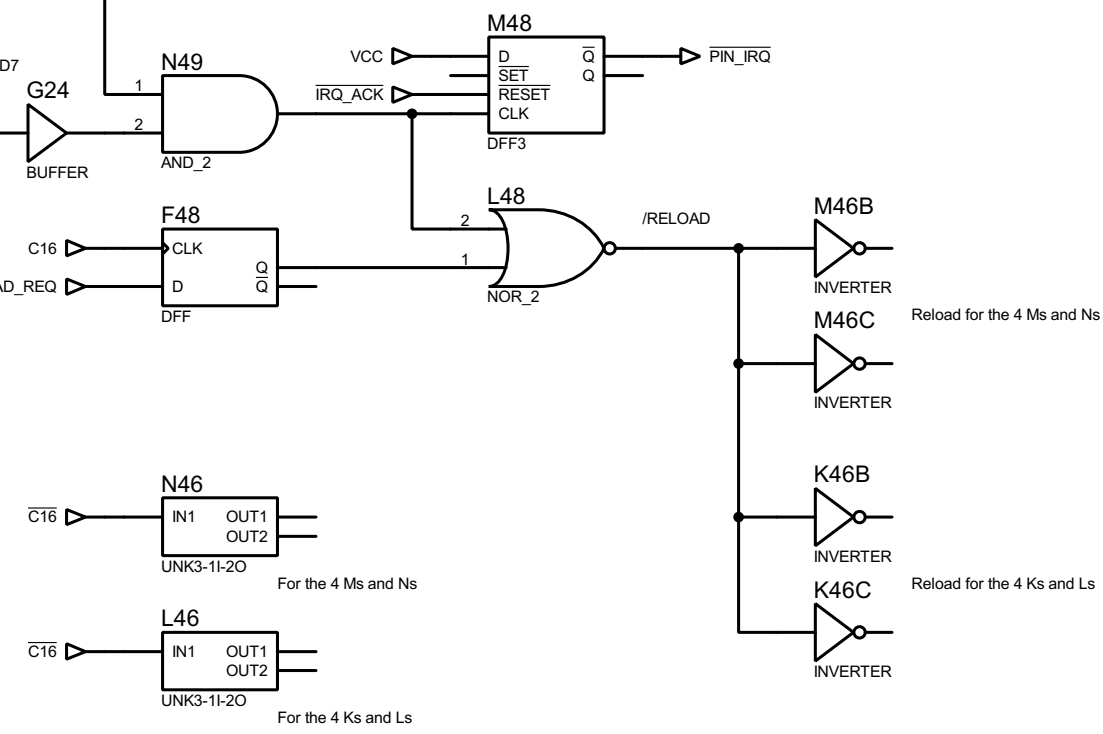 M48
VCC
D
Q
PIN_IRQ
SET
Q
IRQ_ACK
RESET
CLK
DFF3
D7
N49
G24
1
2
BUFFER
AND_2
F48
C16
CLK
Q
AD_REQ
D
Q
DFF
L48
2
1
NOR_2
/RELOAD
M46B
INVERTER
Reload for the 4 Ms and Ns
M46C
INVERTER
N46
C16
IN1 OUT1
OUT2
UNK3-1I-2O
For the 4 Ms and Ns
K46B
INVERTER
Reload for the 4 Ks and Ls
K46C
INVERTER
L46
C16
IN1 OUT1
OUT2
UNK3-1I-2O
For the 4 Ks and Ls